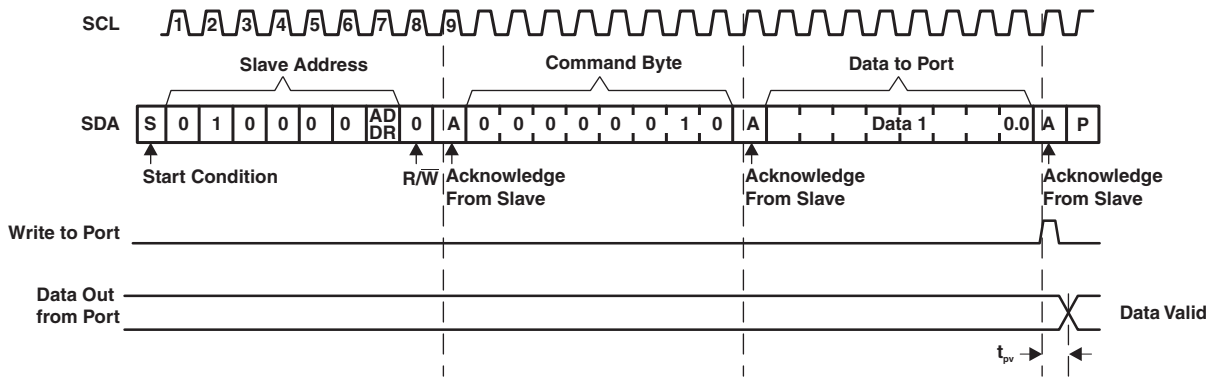 SCL 1 2 3 4 5 6 7 8 9
Slave Address Command Byte Data to Port
SDA S 0 1 0 0 0 0 AD DR 0 A 0 0 0 0 0 0 1 0 A Data 1 0.0 A P
Start Condition R/W̅ Acknowledge From Slave Acknowledge From Slave Acknowledge From Slave
Write to Port
Data Out
from Port
Data Valid
tpv